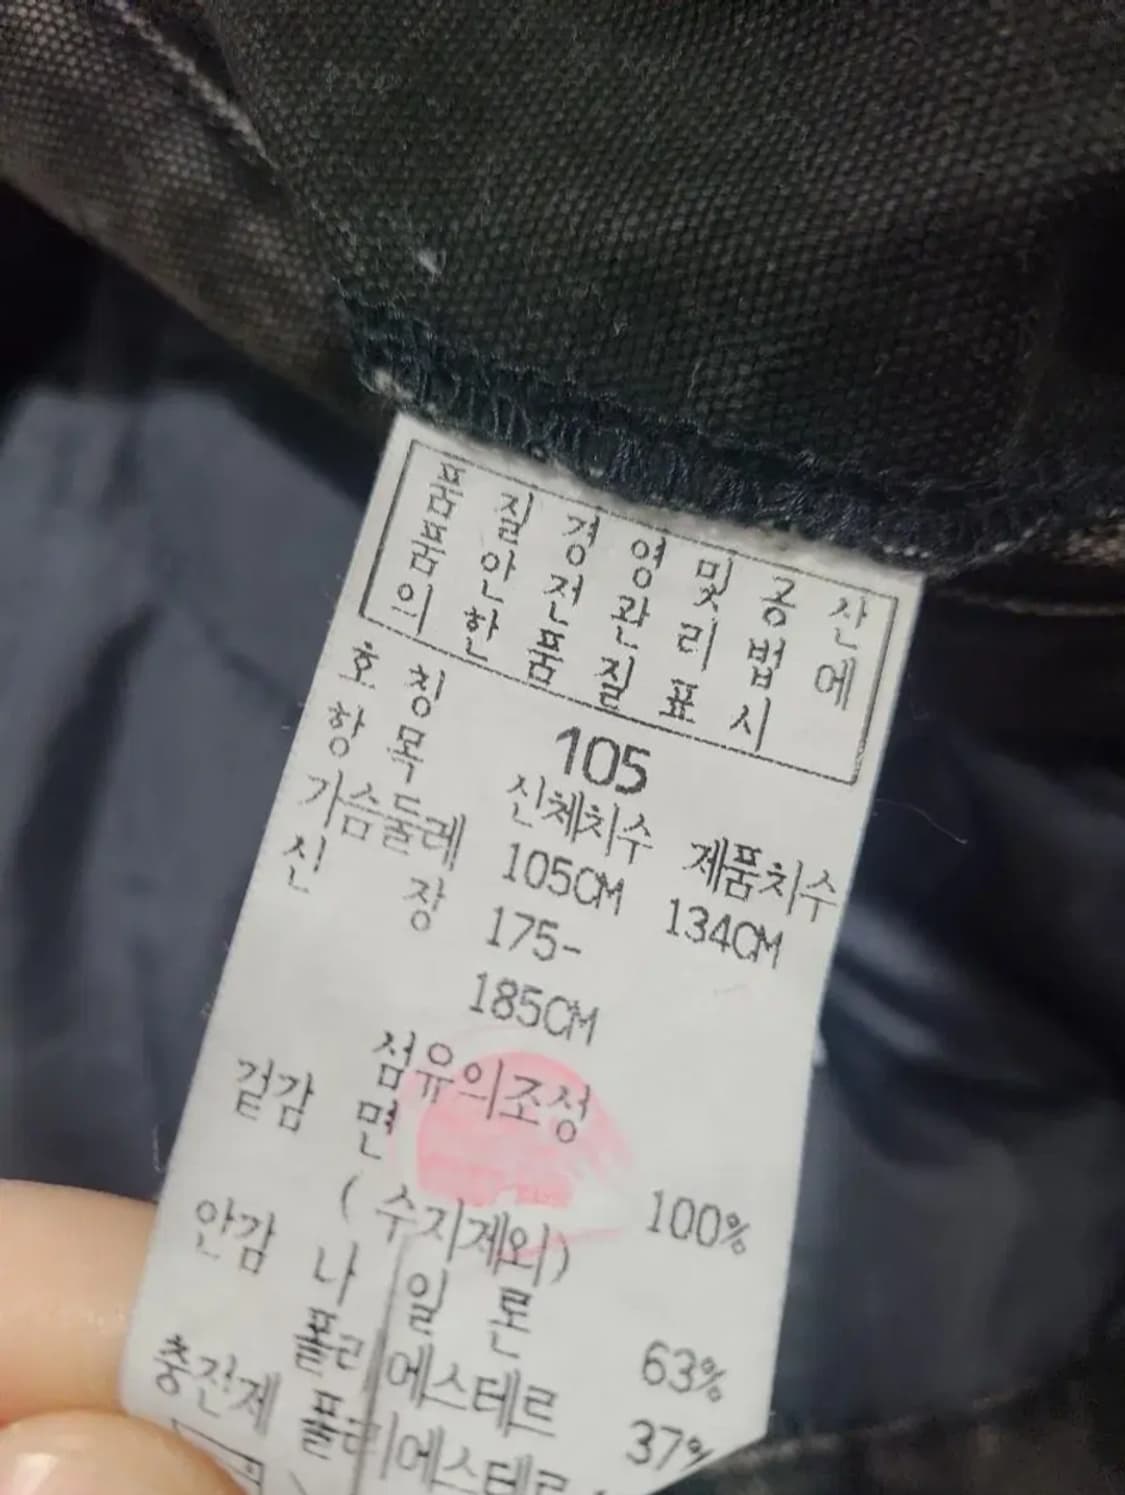 품 질 경 영 및 공 산
품 안 전 관 리 법 에
의 한 품 질 표 시
호 칭 105
항 목 신체치수 제품치수
가슴둘레 105CM 134CM
신 장 175-
185CM
섬유의조성
겉감 면 100%
(수지제외)
안감 나 일 론 63%
폴리에스테르 37%
충전제 폴리에스테르